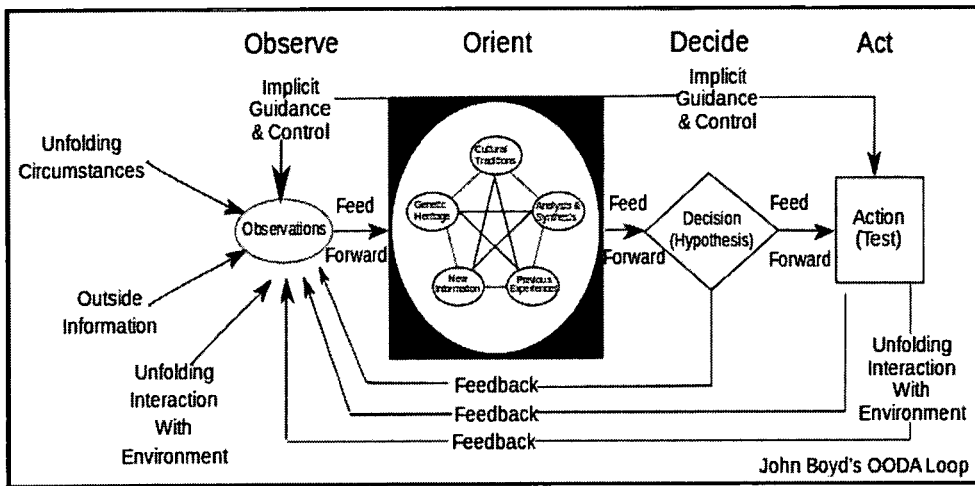 Observe
Orient
Decide
Act
Implicit
Guidance
& Control
Implicit
Guidance
& Control
Unfolding
Circumstances
Observations
Feed
Forward
Cultural
Traditions
Genetic
Heritage
Analysis &
Synthesis
New
Information
Previous
Experiences
Feed
Forward
Decision
(Hypothesis)
Feed
Forward
Action
(Test)
Outside
Information
Unfolding
Interaction
With
Environment
Unfolding
Interaction
With
Environment
Feedback
Feedback
Feedback
John Boyd's OODA Loop